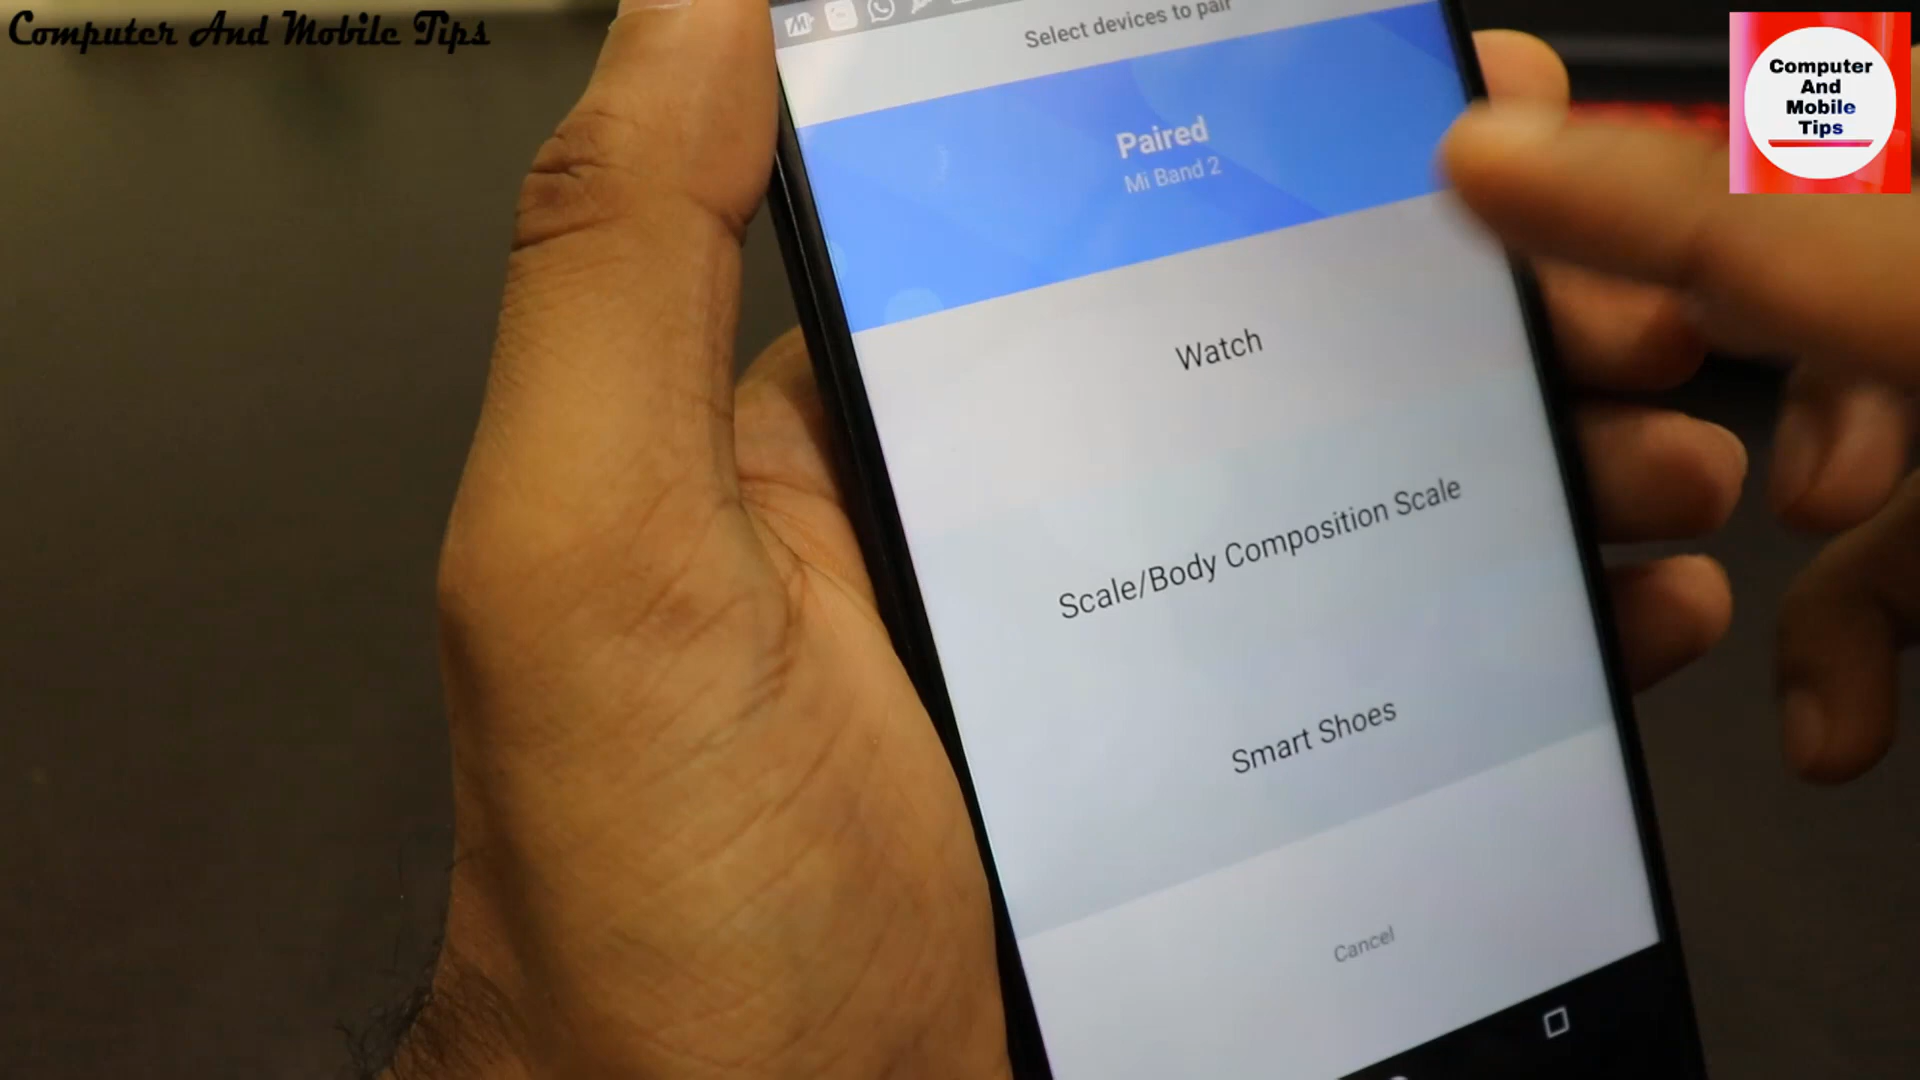 Computer And Mobile Tips
Computer
And
Mobile
Tips
Select devices to pair
Paired
Mi Band 2
Watch
Scale/Body Composition Scale
Smart Shoes
Cancel